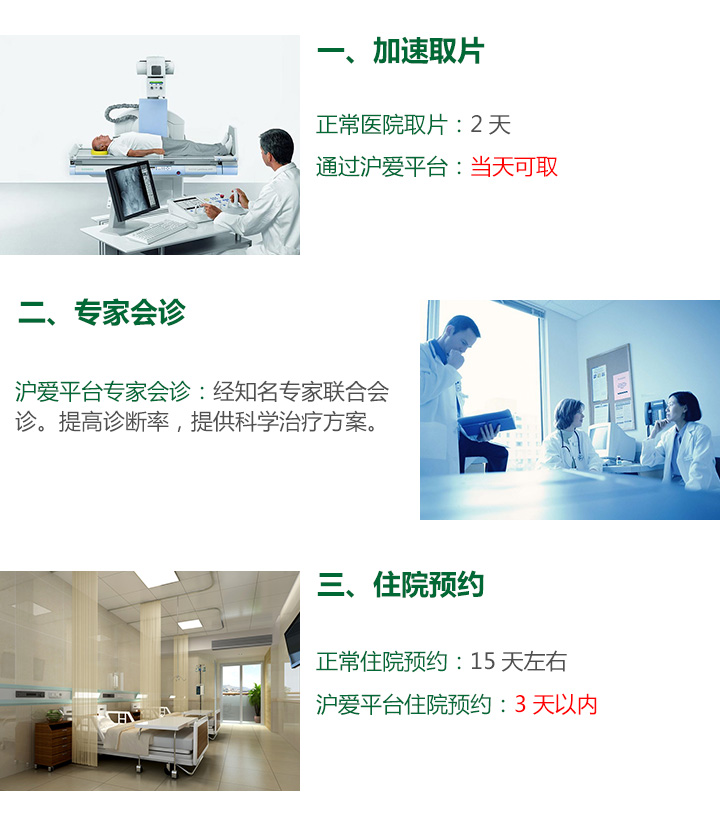 一、加速取片
正常医院取片：2 天
通过沪爱平台：当天可取
二、专家会诊
沪爱平台专家会诊：经知名专家联合会
诊。提高诊断率，提供科学治疗方案。
三、住院预约
正常住院预约：15 天左右
沪爱平台住院预约：3 天以内